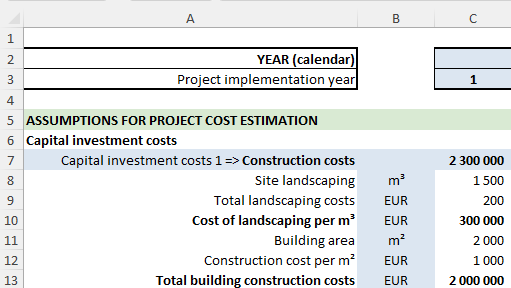 A B C
1
2 YEAR (calendar)
3 Project implementation year 1
4
5 ASSUMPTIONS FOR PROJECT COST ESTIMATION
6 Capital investment costs
7 Capital investment costs 1 => Construction costs 2 300 000
8 Site landscaping m³ 1 500
9 Total landscaping costs EUR 200
10 Cost of landscaping per m³ EUR 300 000
11 Building area m² 2 000
12 Construction cost per m² EUR 1 000
13 Total building construction costs EUR 2 000 000